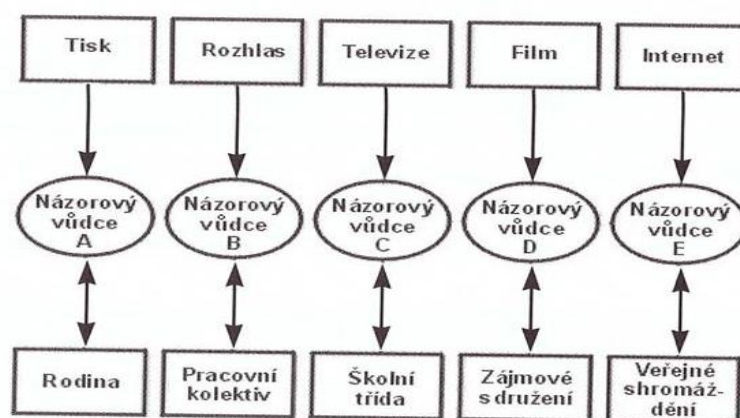 Tisk
Rozhlas
Televize
Film
Internet
Názorový
vůdce
A
Názorový
vůdce
B
Názorový
vůdce
C
Názorový
vůdce
D
Názorový
vůdce
E
Rodina
Pracovní
kolektiv
Školní
třída
Zájmové
sdružení
Veřejné
shromáž-
dění